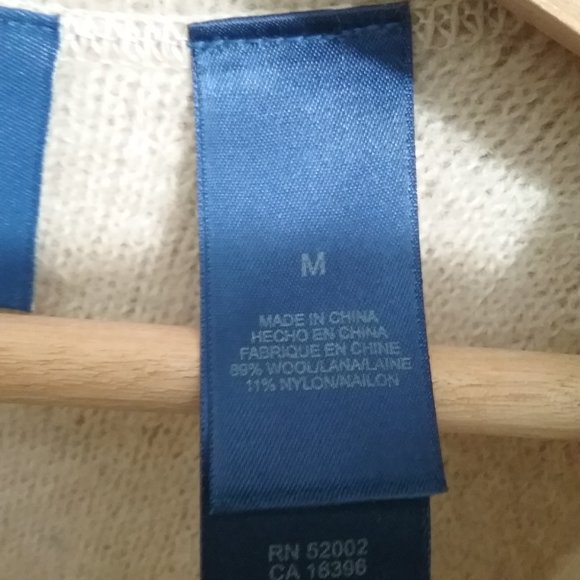 M
MADE IN CHINA
HECHO EN CHINA
FABRIQUE EN CHINE
89% WOOL/LANA/LAINE
11% NYLON/NAILON
RN 52002
CA 16396